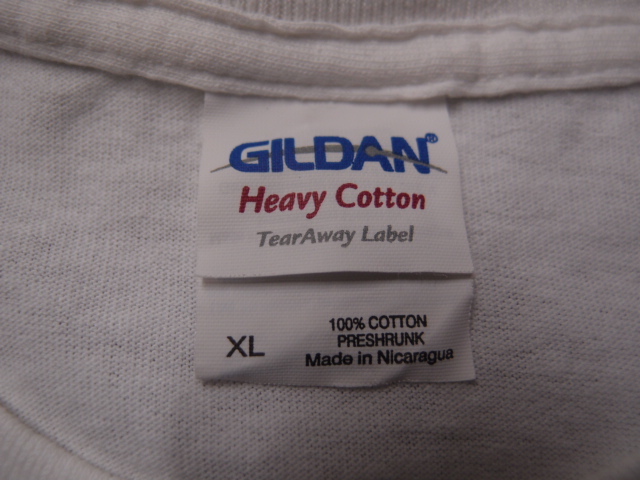 GILDAN®
Heavy Cotton
TearAway Label
XL
100% COTTON
PRESHRUNK
Made in Nicaragua